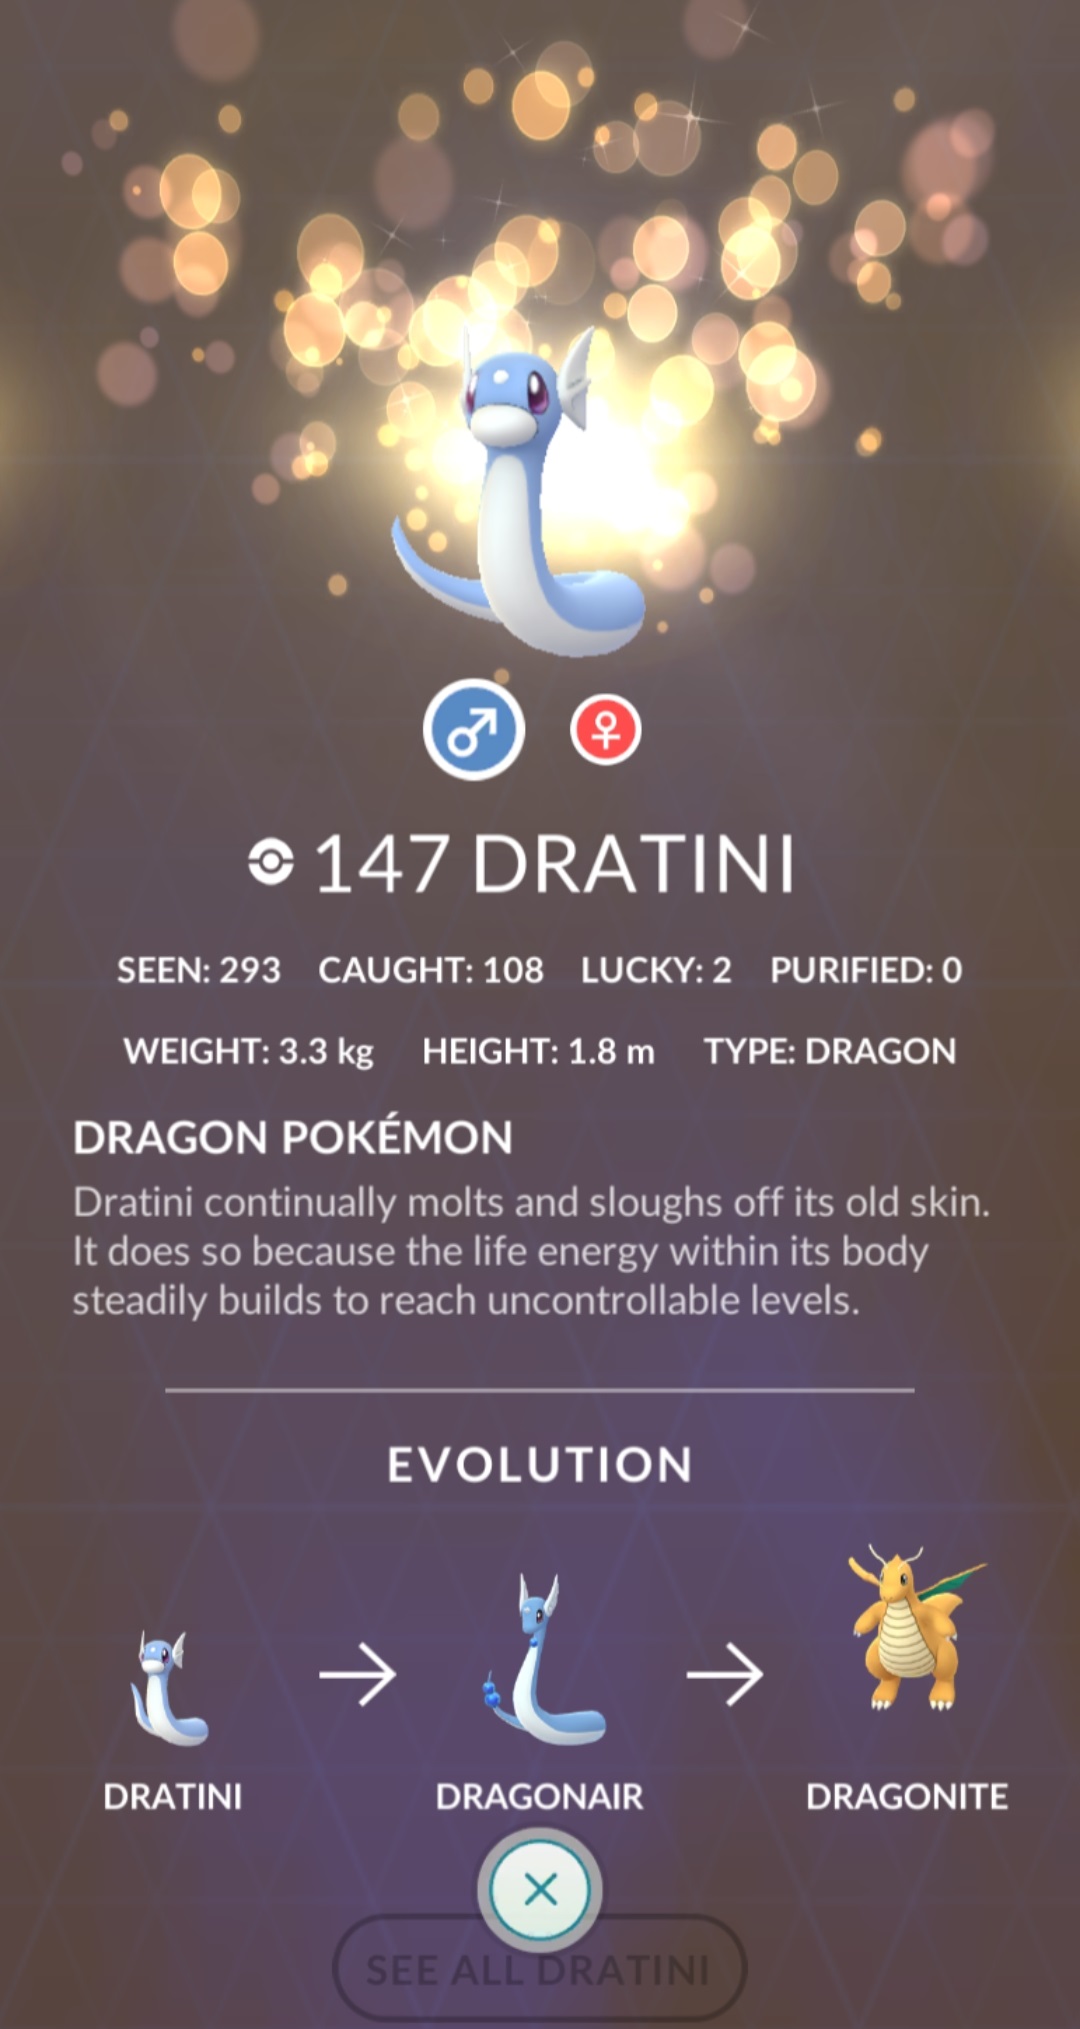 147 DRATINI
SEEN: 293 CAUGHT: 108 LUCKY: 2 PURIFIED: 0
WEIGHT: 3.3 kg HEIGHT: 1.8 m TYPE: DRAGON
DRAGON POKÉMON
Dratini continually molts and sloughs off its old skin.
It does so because the life energy within its body
steadily builds to reach uncontrollable levels.
EVOLUTION
DRATINI DRAGONAIR DRAGONITE
SEE ALL DRATINI